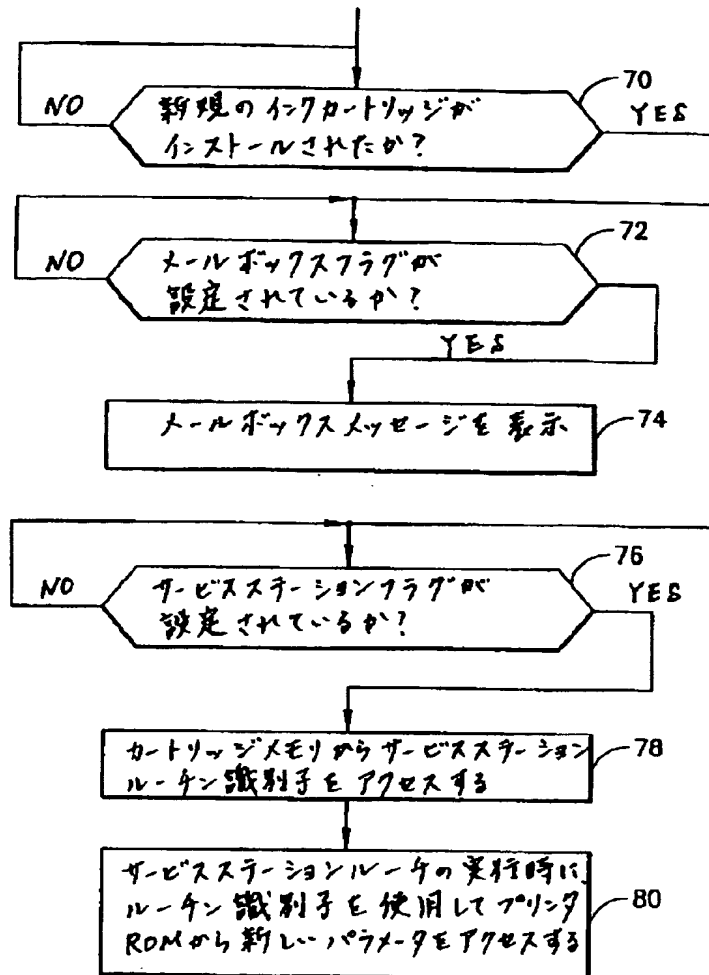 新規のインクカートリッジが
インストールされたか?
70
NO
YES
メールボックスフラグが
設定されているか?
72
NO
YES
メールボックスメッセージを表示
74
サービスステーションフラグが
設定されているか?
76
NO
YES
カートリッジメモリからサービスステーション
ルーチン識別子をアクセスする
78
サービスステーションルーチの実行時に
ルーチン識別子を使用してプリンタ
ROMから新しいパラメータをアクセスする
80